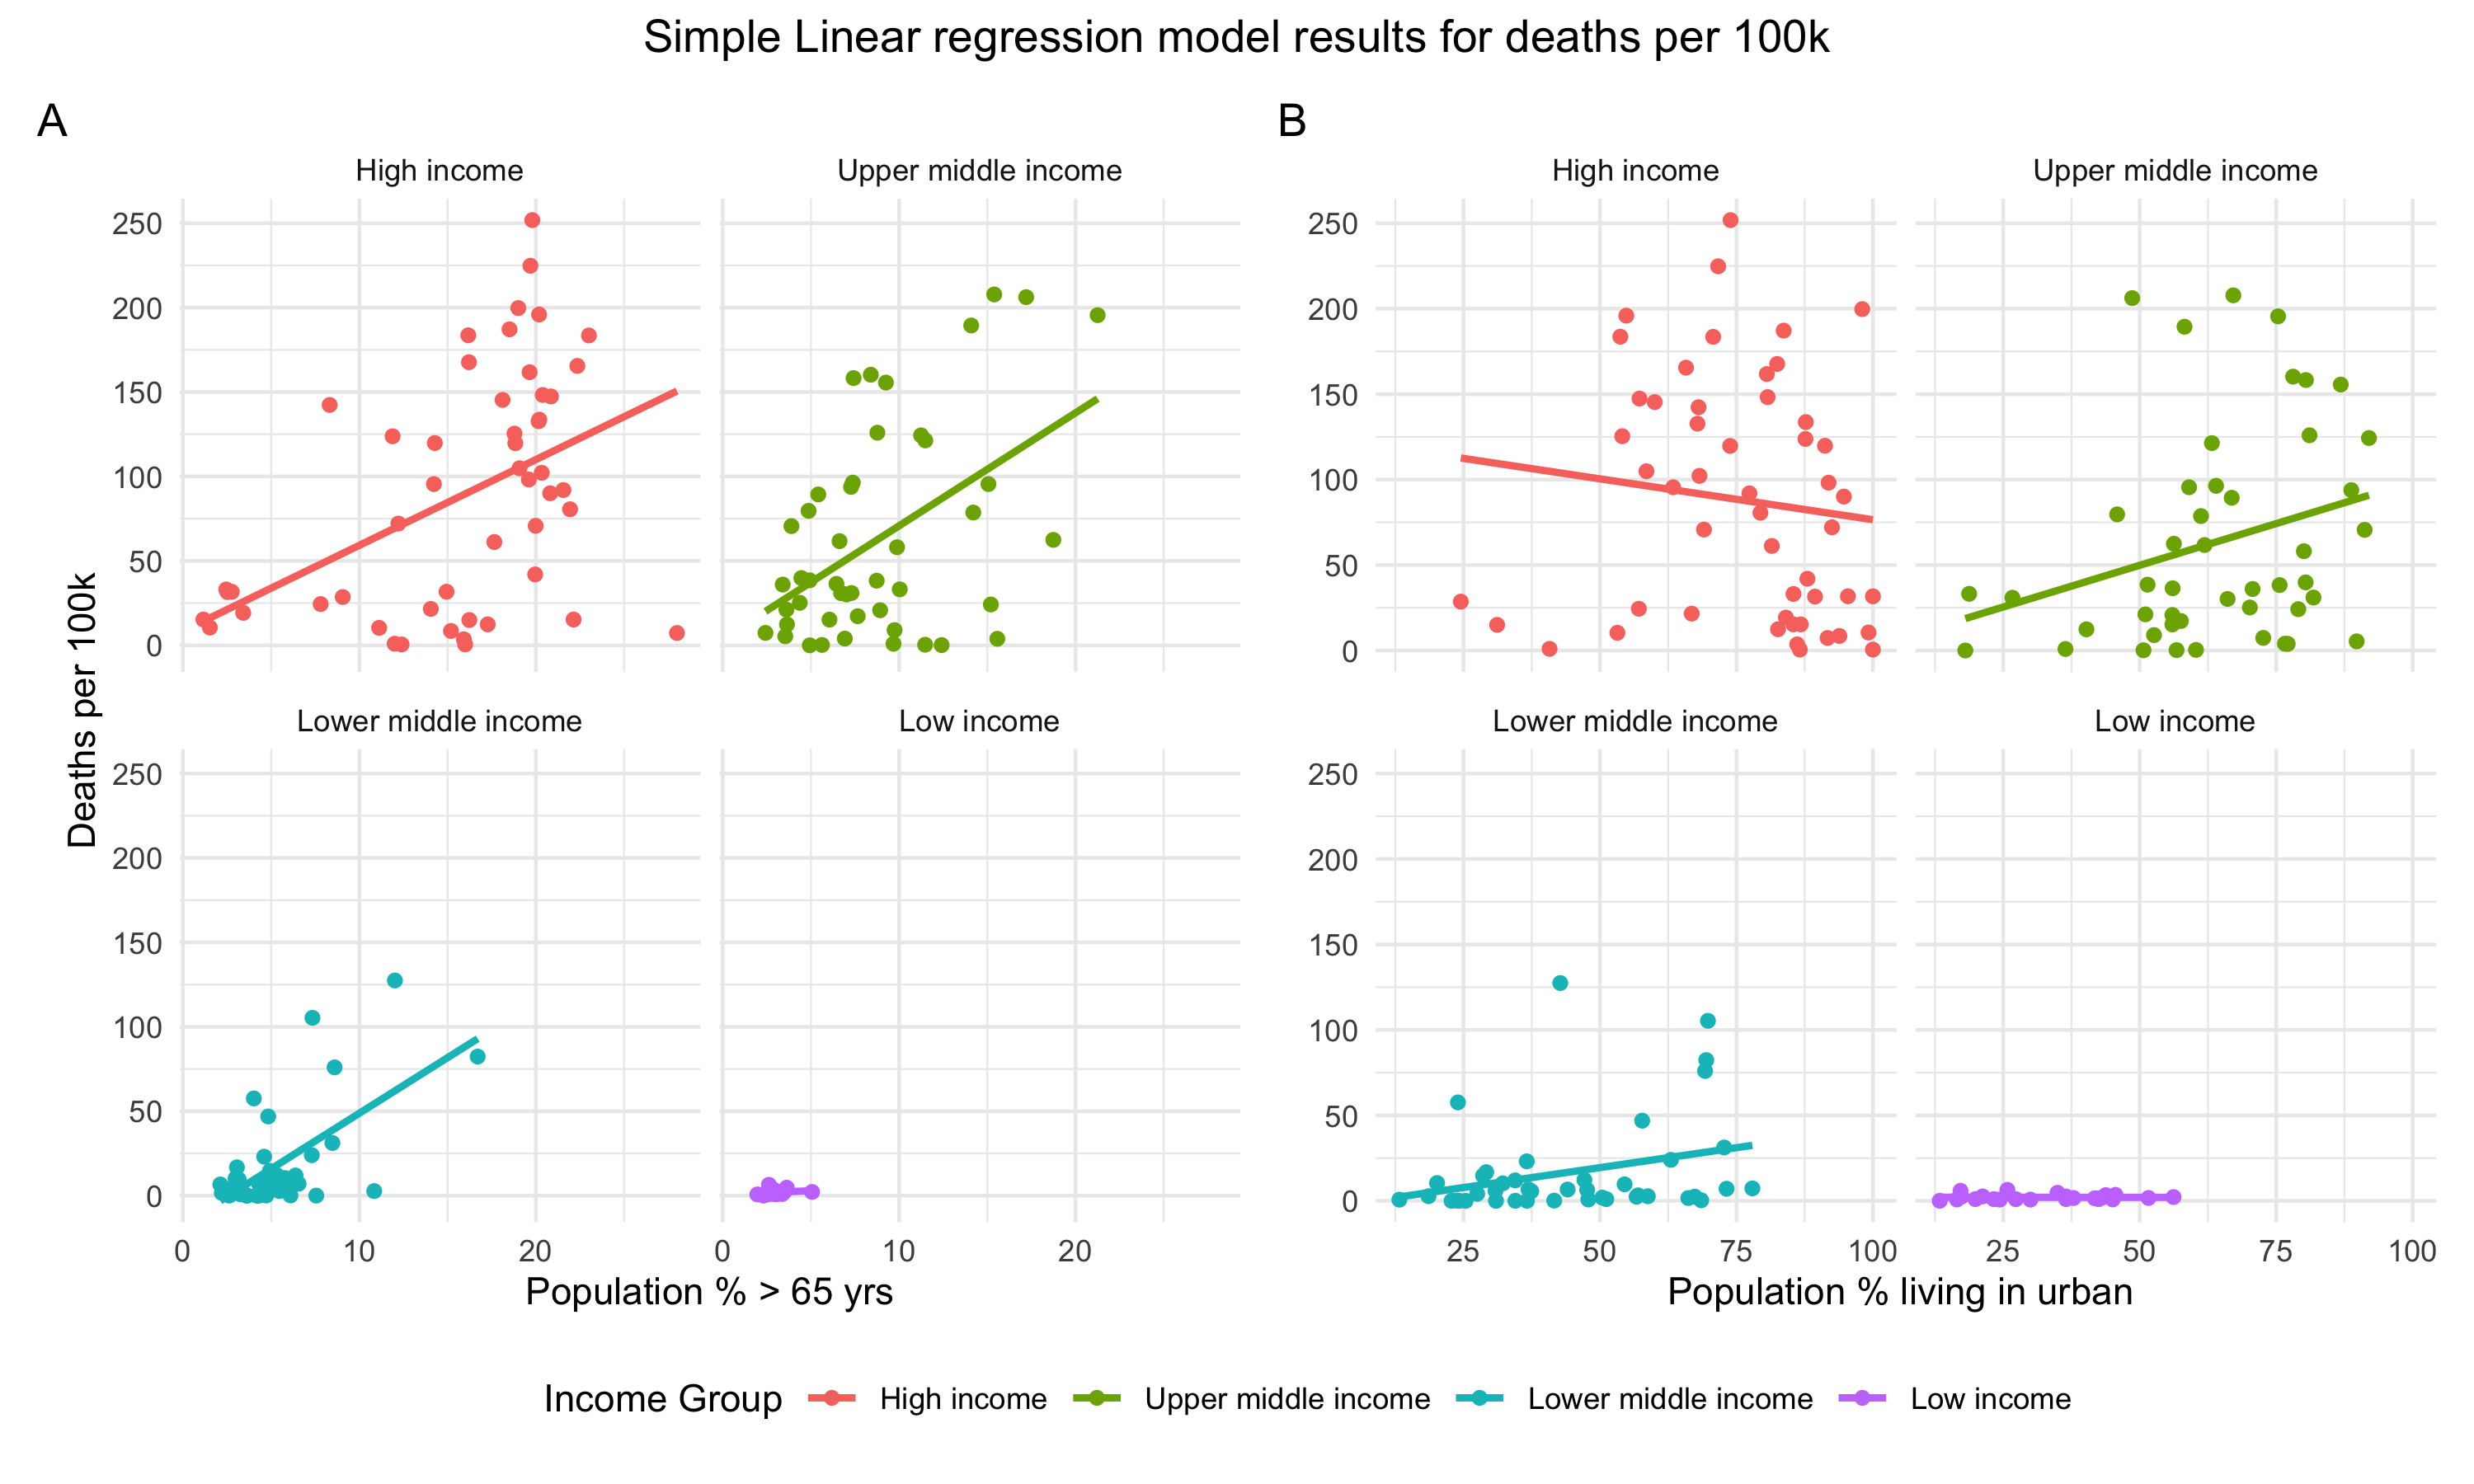 Simple Linear regression model results for deaths per 100k
A
B
High income
Upper middle income
High income
Upper middle income
250
200
150
100
50
0
250
200
150
100
50
0
Deaths per 100k
Lower middle income
Low income
Lower middle income
Low income
250
200
150
100
50
0
250
200
150
100
50
0
0 10 20 0 10 20
25 50 75 100 25 50 75 100
Population % > 65 yrs
Population % living in urban
Income Group High income Upper middle income Lower middle income Low income